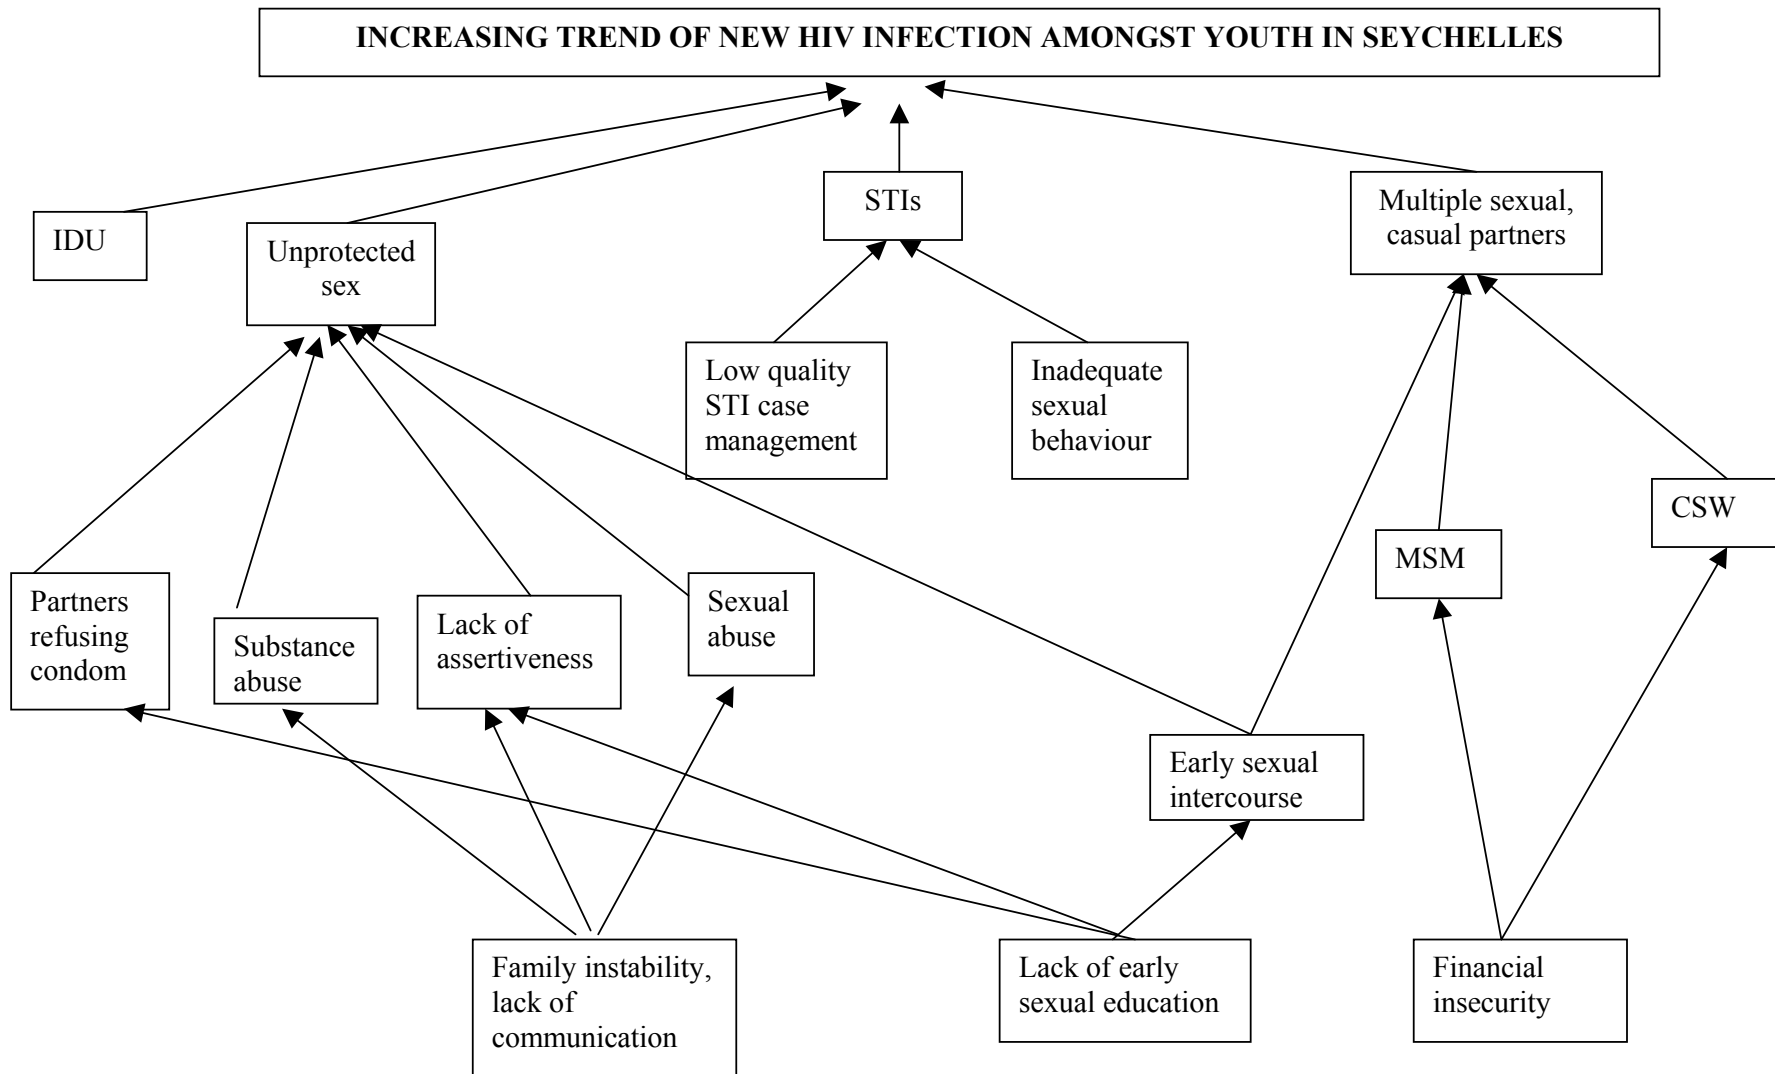 INCREASING TREND OF NEW HIV INFECTION AMONGST YOUTH IN SEYCHELLES
IDU
Unprotected
sex
STIs
Multiple sexual,
casual partners
Low quality
STI case
management
Inadequate
sexual
behaviour
CSW
MSM
Partners
refusing
condom
Substance
abuse
Lack of
assertiveness
Sexual
abuse
Early sexual
intercourse
Family instability,
lack of
communication
Lack of early
sexual education
Financial
insecurity